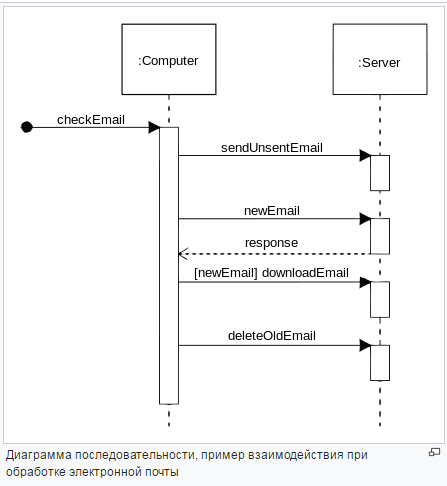 :Computer
:Server
checkEmail
sendUnsentEmail
newEmail
response
[newEmail] downloadEmail
deleteOldEmail
Диаграмма последовательности, пример взаимодействия при
обработке электронной почты